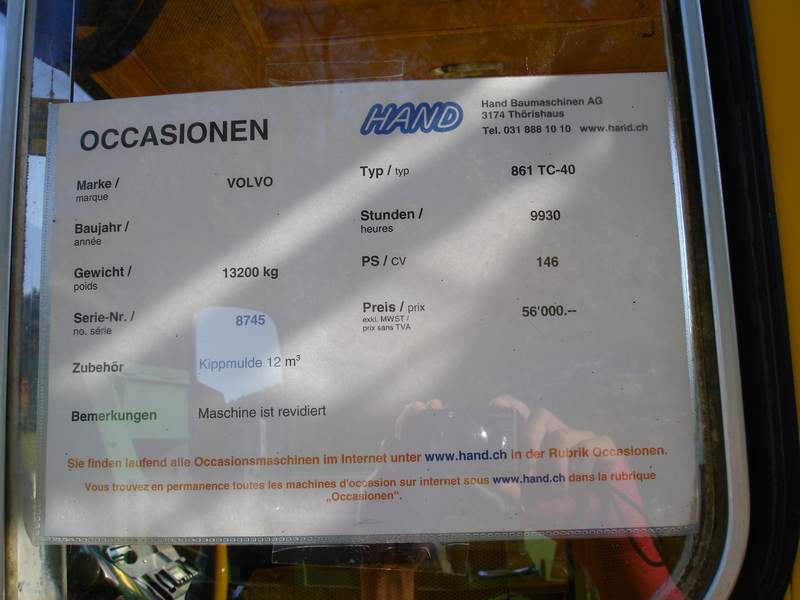 OCCASIONEN
HAND
Hand Baumaschinen AG
3174 Thörishaus
Tel. 031 888 10 10 www.hand.ch
Marke /
marque
VOLVO
Typ / typ
861 TC-40
Baujahr /
année
Stunden /
heures
9930
Gewicht /
poids
13200 kg
PS / CV
146
Serie-Nr. /
no. série
8745
Preis / prix
exkl. MWST /
prix sans TVA
56'000.--
Zubehör
Kippmulde 12 m³
Bemerkungen
Maschine ist revidiert
Sie finden laufend alle Occasionsmaschinen im Internet unter www.hand.ch in der Rubrik Occasionen.
Vous trouvez en permanence toutes les machines d'occasion sur internet sous www.hand.ch dans la rubrique
„Occasionen".